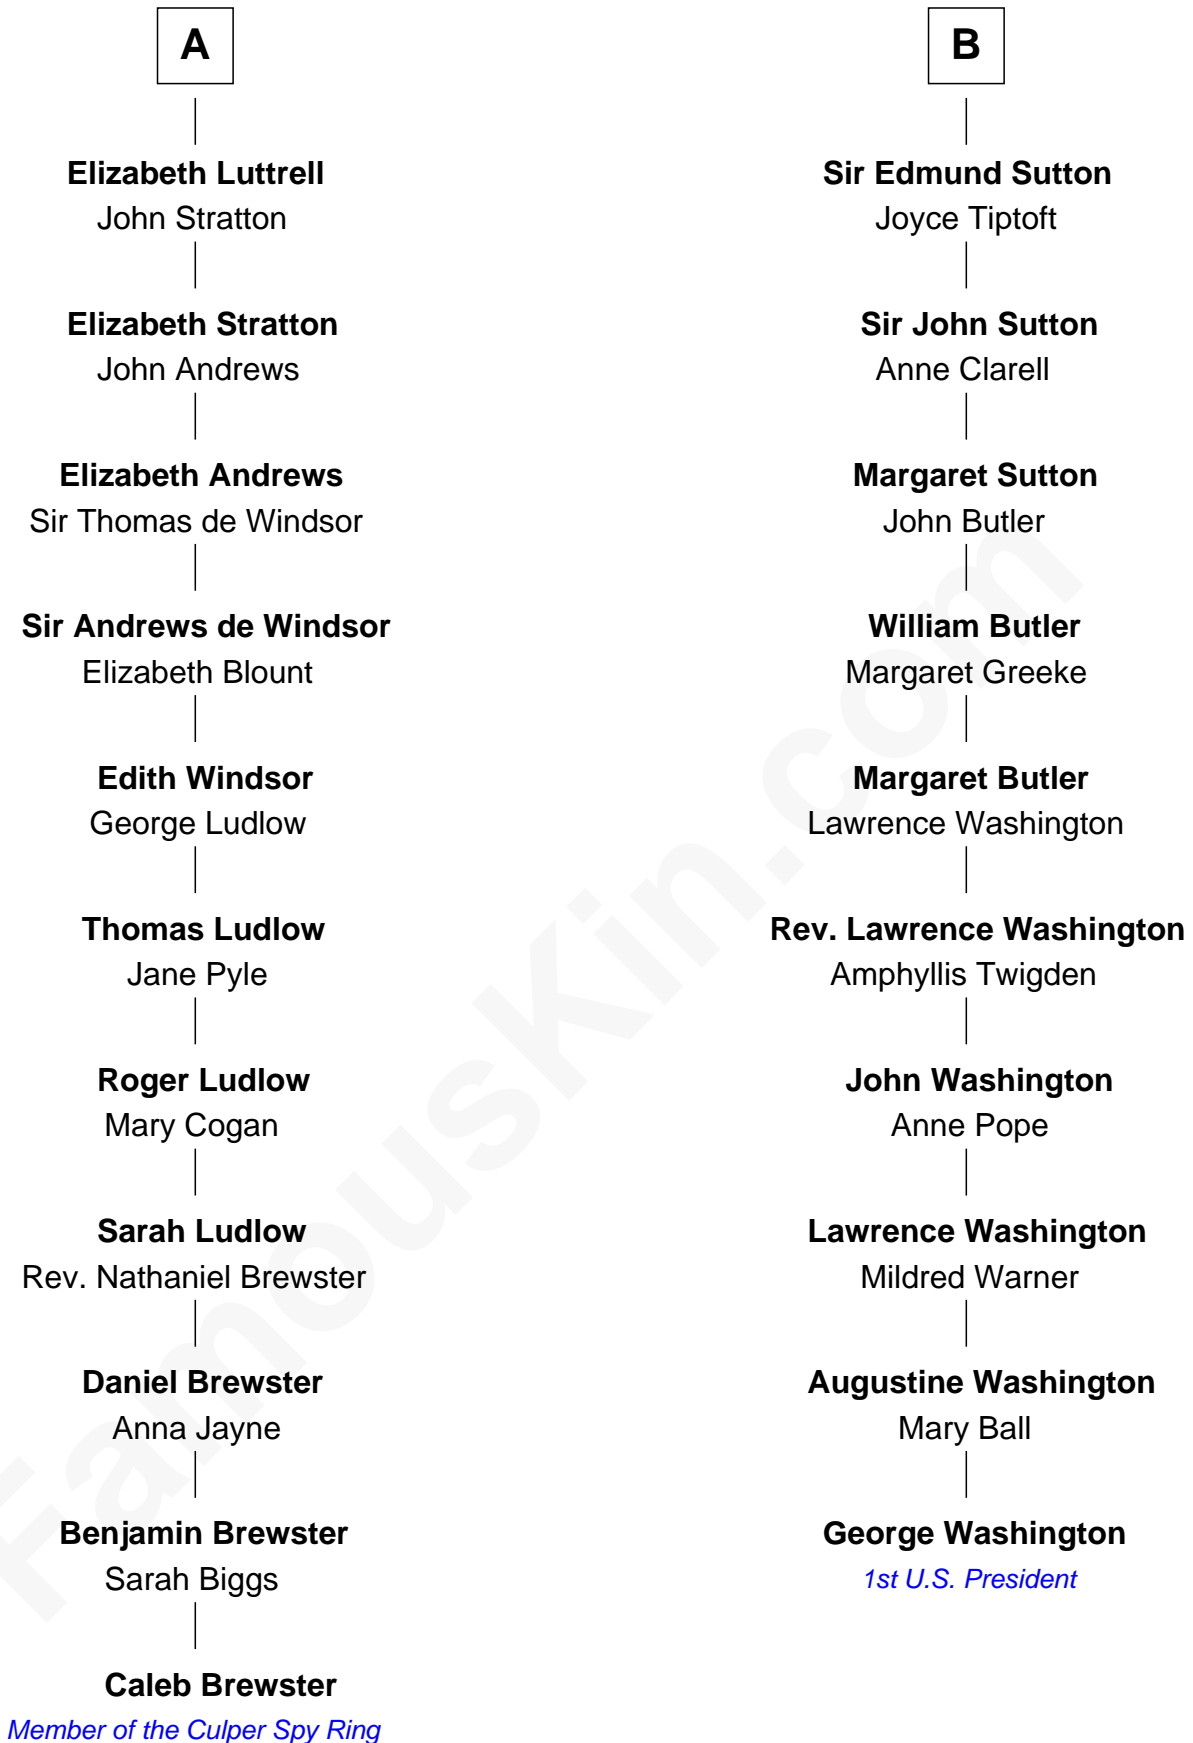 A
Elizabeth Luttrell
John Stratton
Elizabeth Stratton
John Andrews
Elizabeth Andrews
Sir Thomas de Windsor
Sir Andrews de Windsor
Elizabeth Blount
Edith Windsor
George Ludlow
Thomas Ludlow
Jane Pyle
Roger Ludlow
Mary Cogan
Sarah Ludlow
Rev. Nathaniel Brewster
Daniel Brewster
Anna Jayne
Benjamin Brewster
Sarah Biggs
Caleb Brewster
Member of the Culper Spy Ring
B
Sir Edmund Sutton
Joyce Tiptoft
Sir John Sutton
Anne Clarell
Margaret Sutton
John Butler
William Butler
Margaret Greeke
Margaret Butler
Lawrence Washington
Rev. Lawrence Washington
Amphyllis Twigden
John Washington
Anne Pope
Lawrence Washington
Mildred Warner
Augustine Washington
Mary Ball
George Washington
1st U.S. President
FamousKin.com